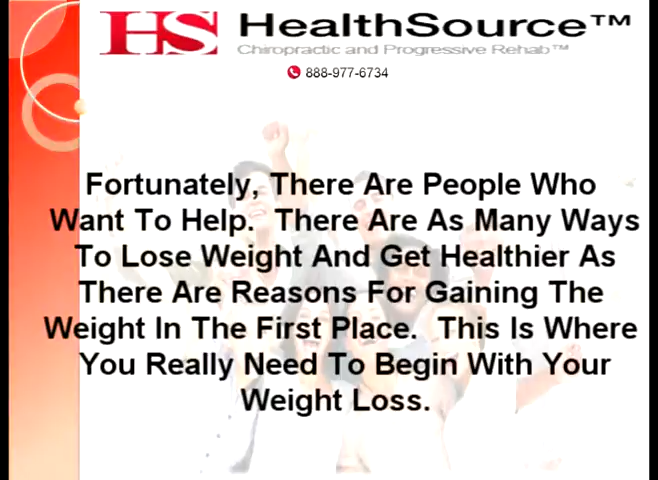 HS HealthSource™
Chiropractic and Progressive Rehab™
888-977-6734
Fortunately, There Are People Who
Want To Help. There Are As Many Ways
To Lose Weight And Get Healthier As
There Are Reasons For Gaining The
Weight In The First Place. This Is Where
You Really Need To Begin With Your
Weight Loss.